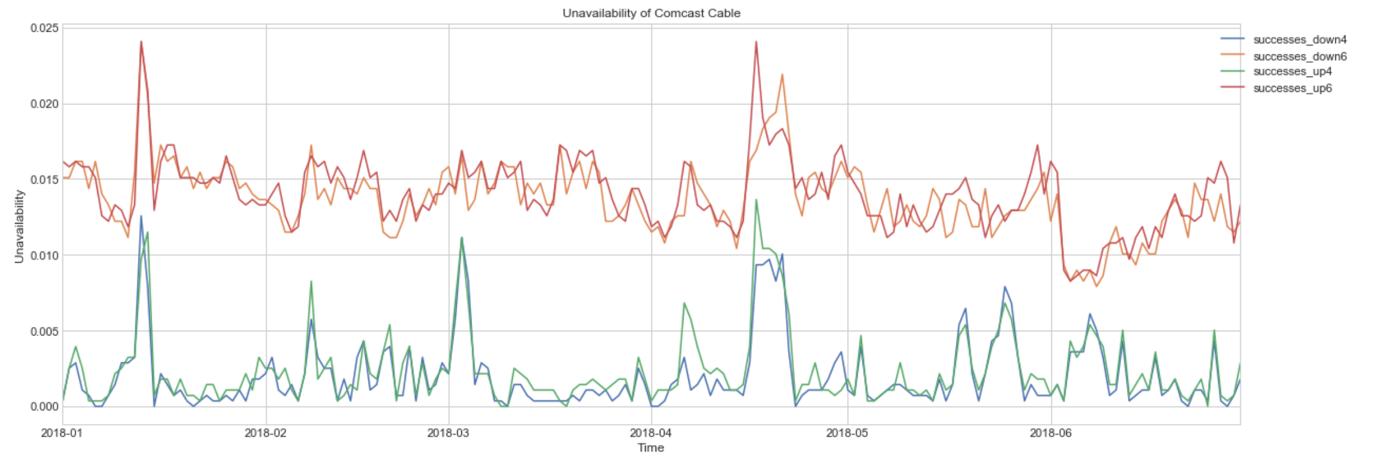 Unavailability of Comcast Cable
0.025
0.020
0.015
0.010
0.005
0.000
Unavailability
2018-01
2018-02
2018-03
2018-04
2018-05
2018-06
Time
successes_down4
successes_down6
successes_up4
successes_up6